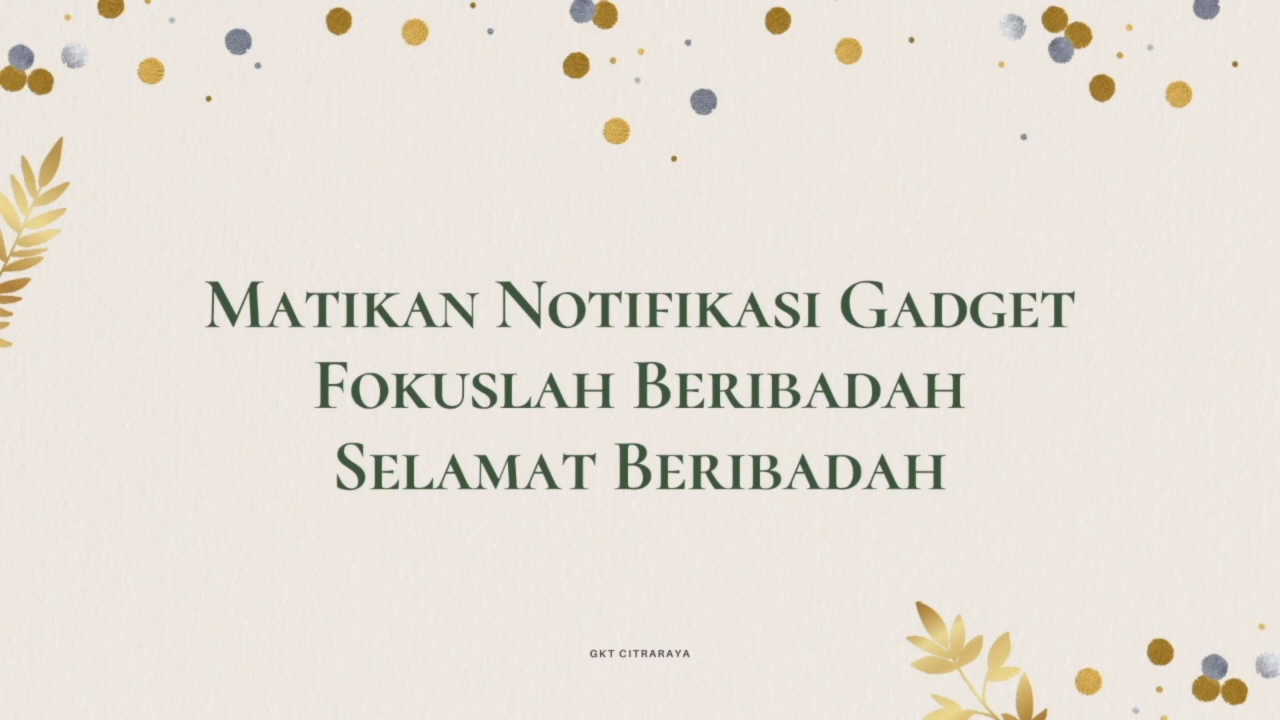 Matikan Notifikasi Gadget
Fokuslah Beribadah
Selamat Beribadah
GKT CITRARAYA